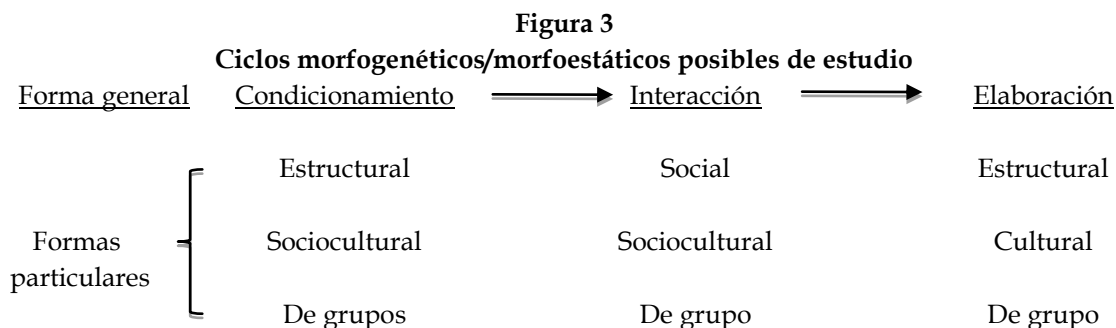 Figura 3
Ciclos morfogenéticos/morfoestáticos posibles de estudio
Forma general Condicionamiento Interacción Elaboración
Estructural Social Estructural
Formas particulares Sociocultural Sociocultural Cultural
De grupos De grupo De grupo